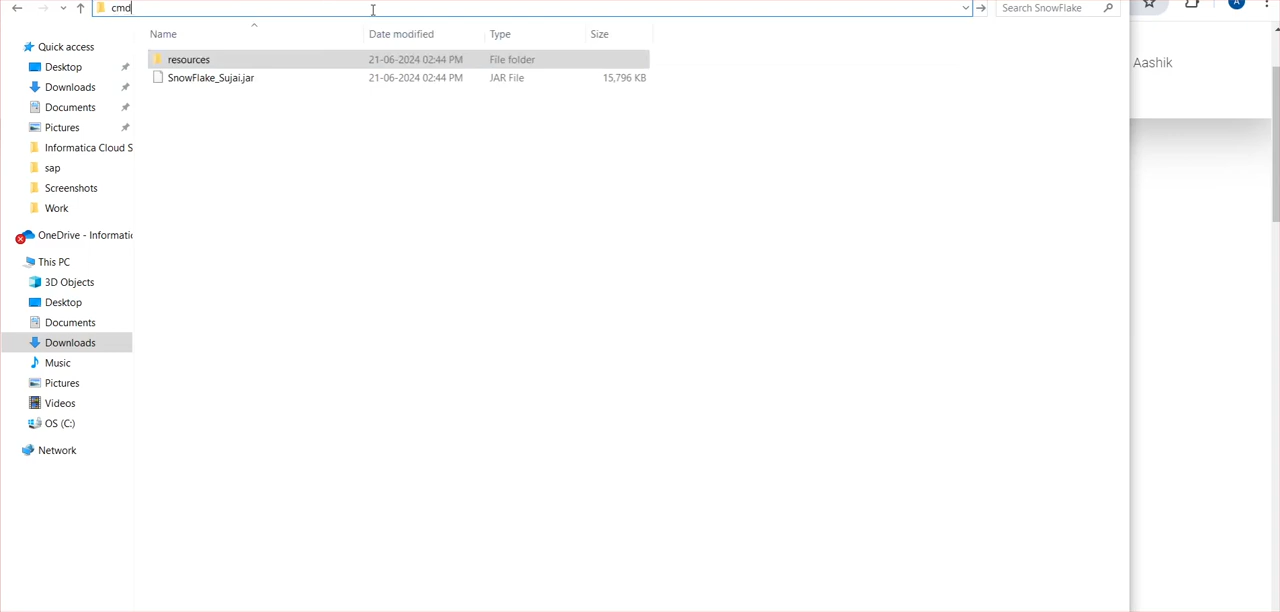 cmd
Search SnowFlake
Name Date modified Type Size
resources 21-06-2024 02:44 PM File folder
SnowFlake_Sujai.jar 21-06-2024 02:44 PM JAR File 15,796 KB
Quick access
Desktop
Downloads
Documents
Pictures
Informatica Cloud S
sap
Screenshots
Work
OneDrive - Informatic
This PC
3D Objects
Desktop
Documents
Downloads
Music
Pictures
Videos
OS (C:)
Network
Aashik
A